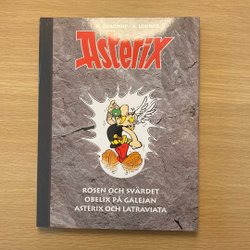 R. GOSCINNY • A. UDERZO
Asterix
ROSEN OCH SVÄRDET
OBELIX PÅ GALEJAN
ASTERIX OCH LATRAVIATA